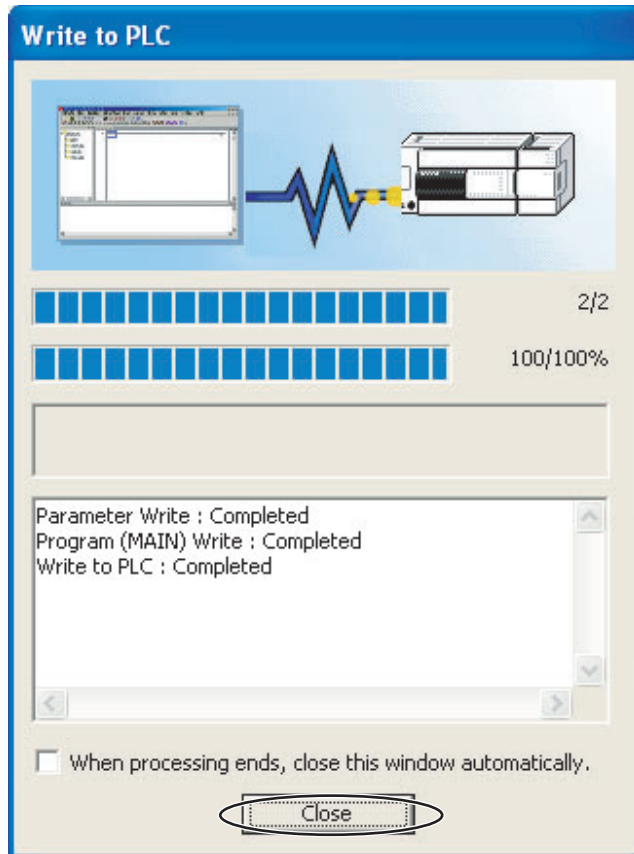 Write to PLC
2/2
100/100%
Parameter Write : Completed
Program (MAIN) Write : Completed
Write to PLC : Completed
When processing ends, close this window automatically.
Close